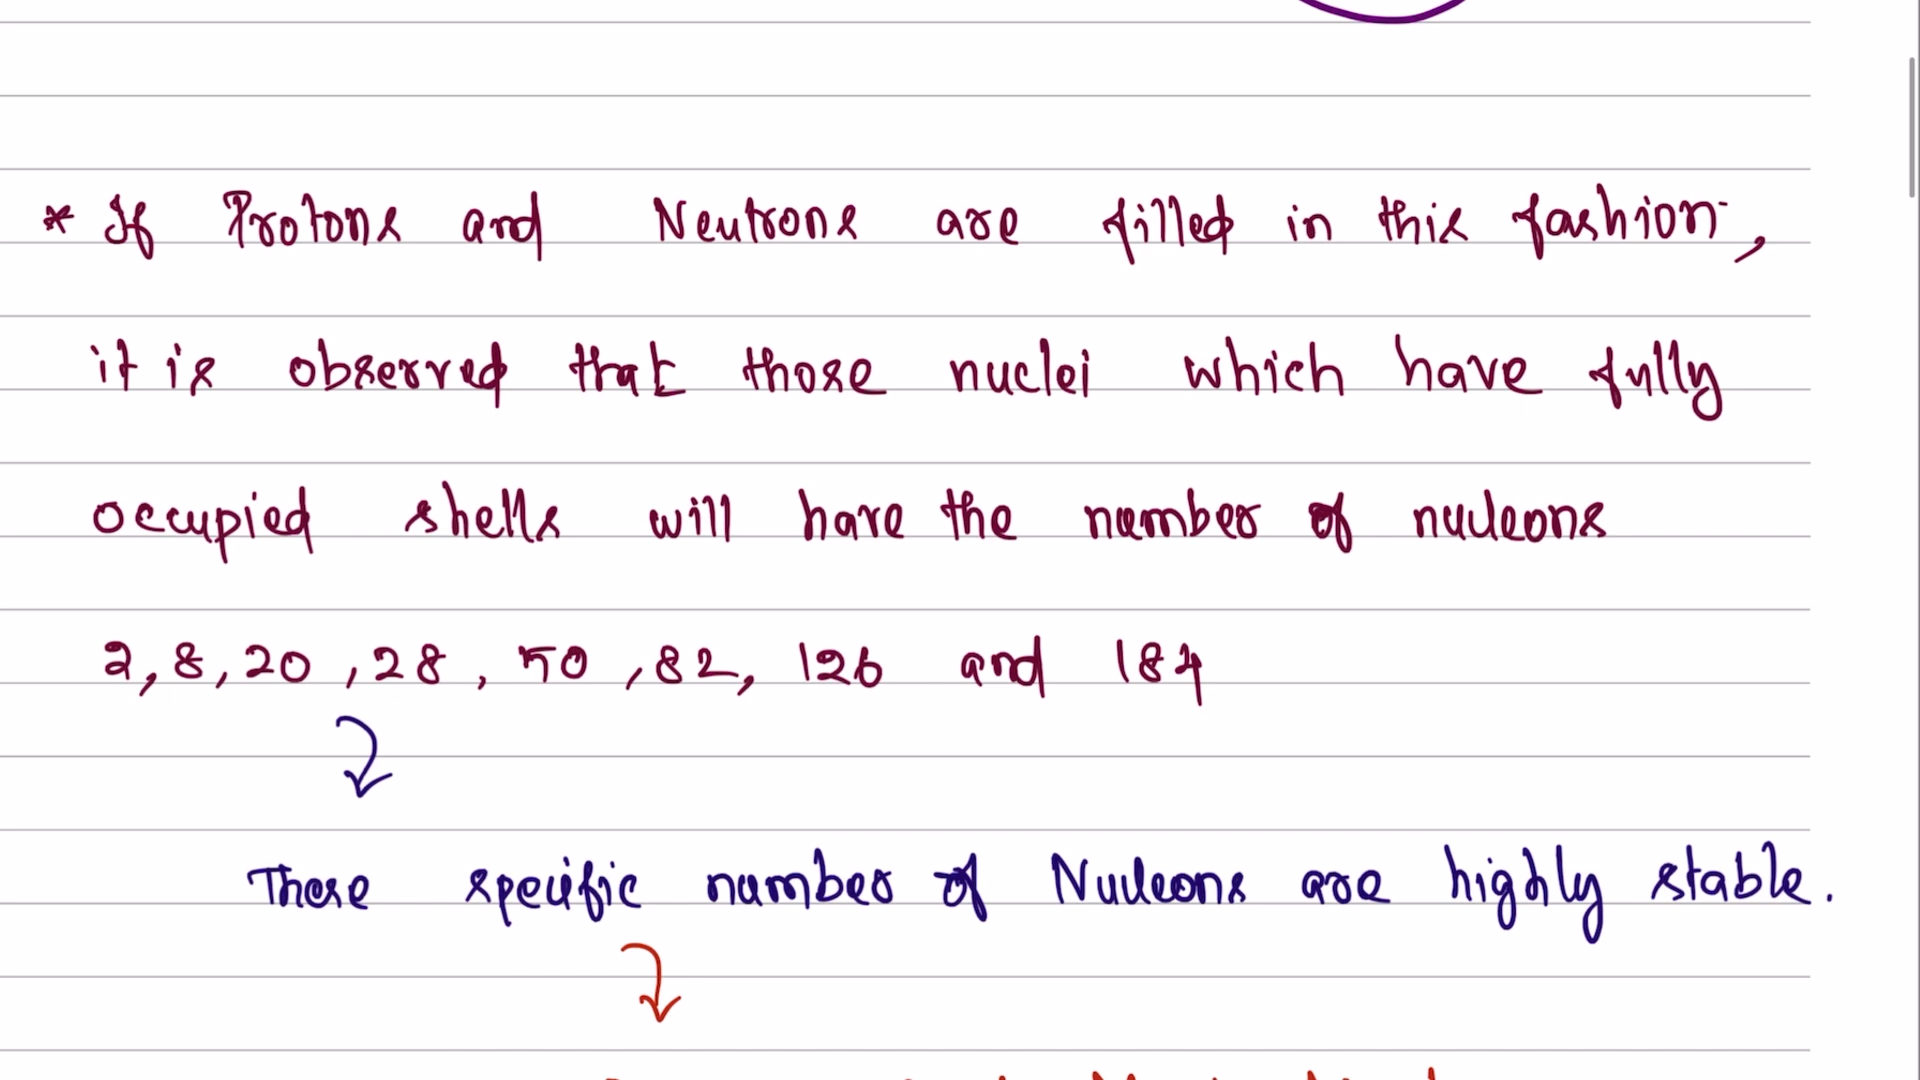 * If Protons and Neutrons are filled in this fashion,
it is observed that those nuclei which have fully
occupied shells will have the number of nucleons
2, 8, 20, 28, 50, 82, 126 and 184
These specific number of Nucleons are highly stable.